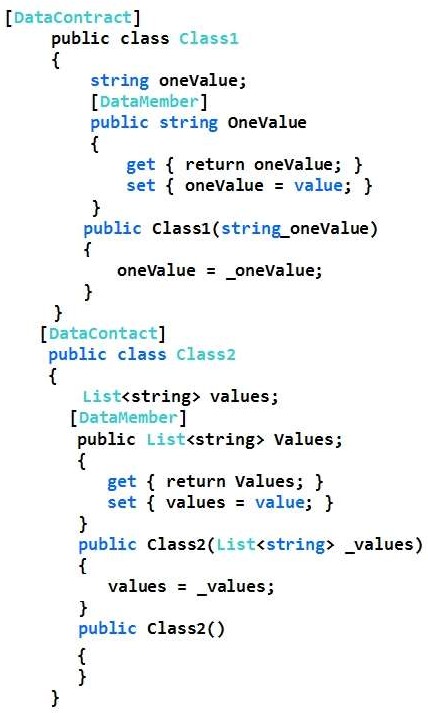 [DataContract]
public class Class1
{
string oneValue;
[DataMember]
public string OneValue
{
get { return oneValue; }
set { oneValue = value; }
}
public Class1(string_oneValue)
{
oneValue = _oneValue;
}
}
[DataContact]
public class Class2
{
List<string> values;
[DataMember]
public List<string> Values;
{
get { return Values; }
set { values = value; }
}
public Class2(List<string> _values)
{
values = _values;
}
public Class2()
{
}
}